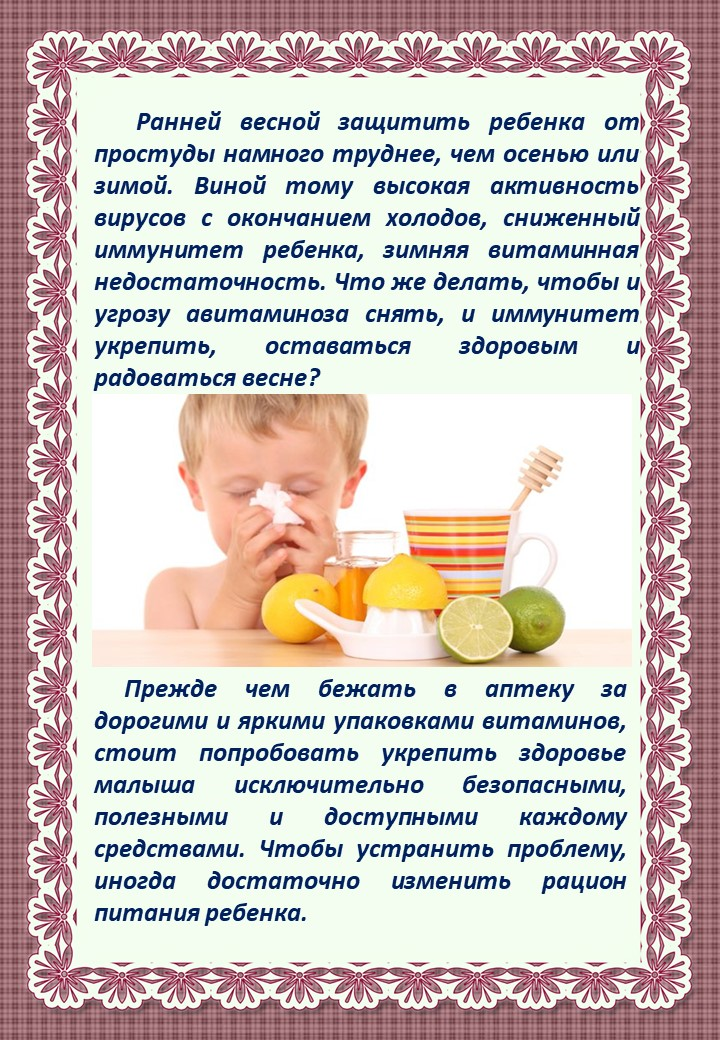 Ранней весной защитить ребенка от
простуды намного труднее, чем осенью или
зимой. Виной тому высокая активность
вирусов с окончанием холодов, сниженный
иммунитет ребенка, зимняя витаминная
недостаточность. Что же делать, чтобы и
угрозу авитаминоза снять, и иммунитет
укрепить, оставаться здоровым и
радоваться весне?
Прежде чем бежать в аптеку за
дорогими и яркими упаковками витаминов,
стоит попробовать укрепить здоровье
малыша исключительно безопасными,
полезными и доступными каждому
средствами. Чтобы устранить проблему,
иногда достаточно изменить рацион
питания ребенка.